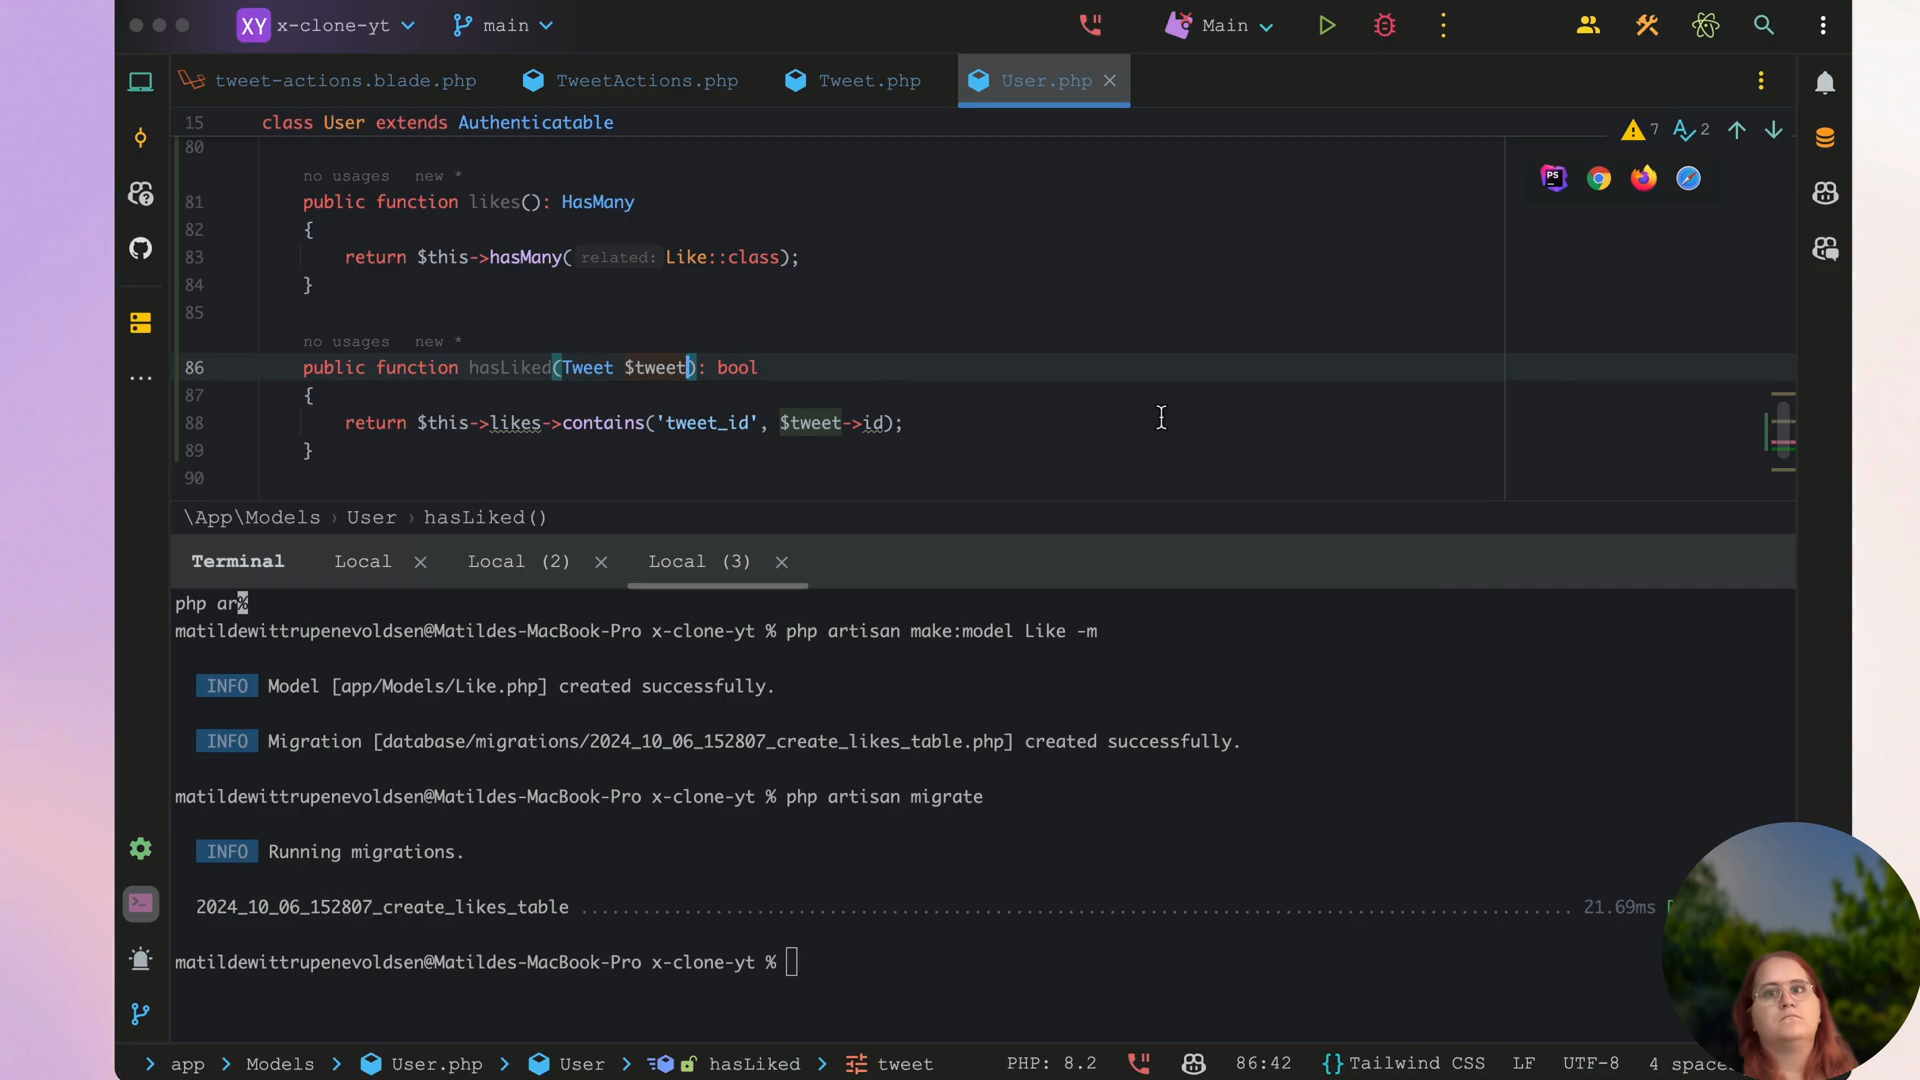 XY x-clone-yt main Main
tweet-actions.blade.php TweetActions.php Tweet.php User.php
15 class User extends Authenticatable
7 2
80
no usages new *
81 public function likes(): HasMany
82 {
83 return $this->hasMany( related: Like::class);
84 }
85
no usages new *
86 public function hasLiked(Tweet $tweet): bool
87 {
88 return $this->likes->contains('tweet_id', $tweet->id);
89 }
90
PS
\App\Models › User › hasLiked()
Terminal Local Local (2) Local (3)
php ar%
matildewittrupenevoldsen@Matildes-MacBook-Pro x-clone-yt % php artisan make:model Like -m
INFO Model [app/Models/Like.php] created successfully.
INFO Migration [database/migrations/2024_10_06_152807_create_likes_table.php] created successfully.
matildewittrupenevoldsen@Matildes-MacBook-Pro x-clone-yt % php artisan migrate
INFO Running migrations.
2024_10_06_152807_create_likes_table ........................................ 21.69ms
matildewittrupenevoldsen@Matildes-MacBook-Pro x-clone-yt %
app Models User.php User hasLiked tweet PHP: 8.2 86:42 Tailwind CSS LF UTF-8 4